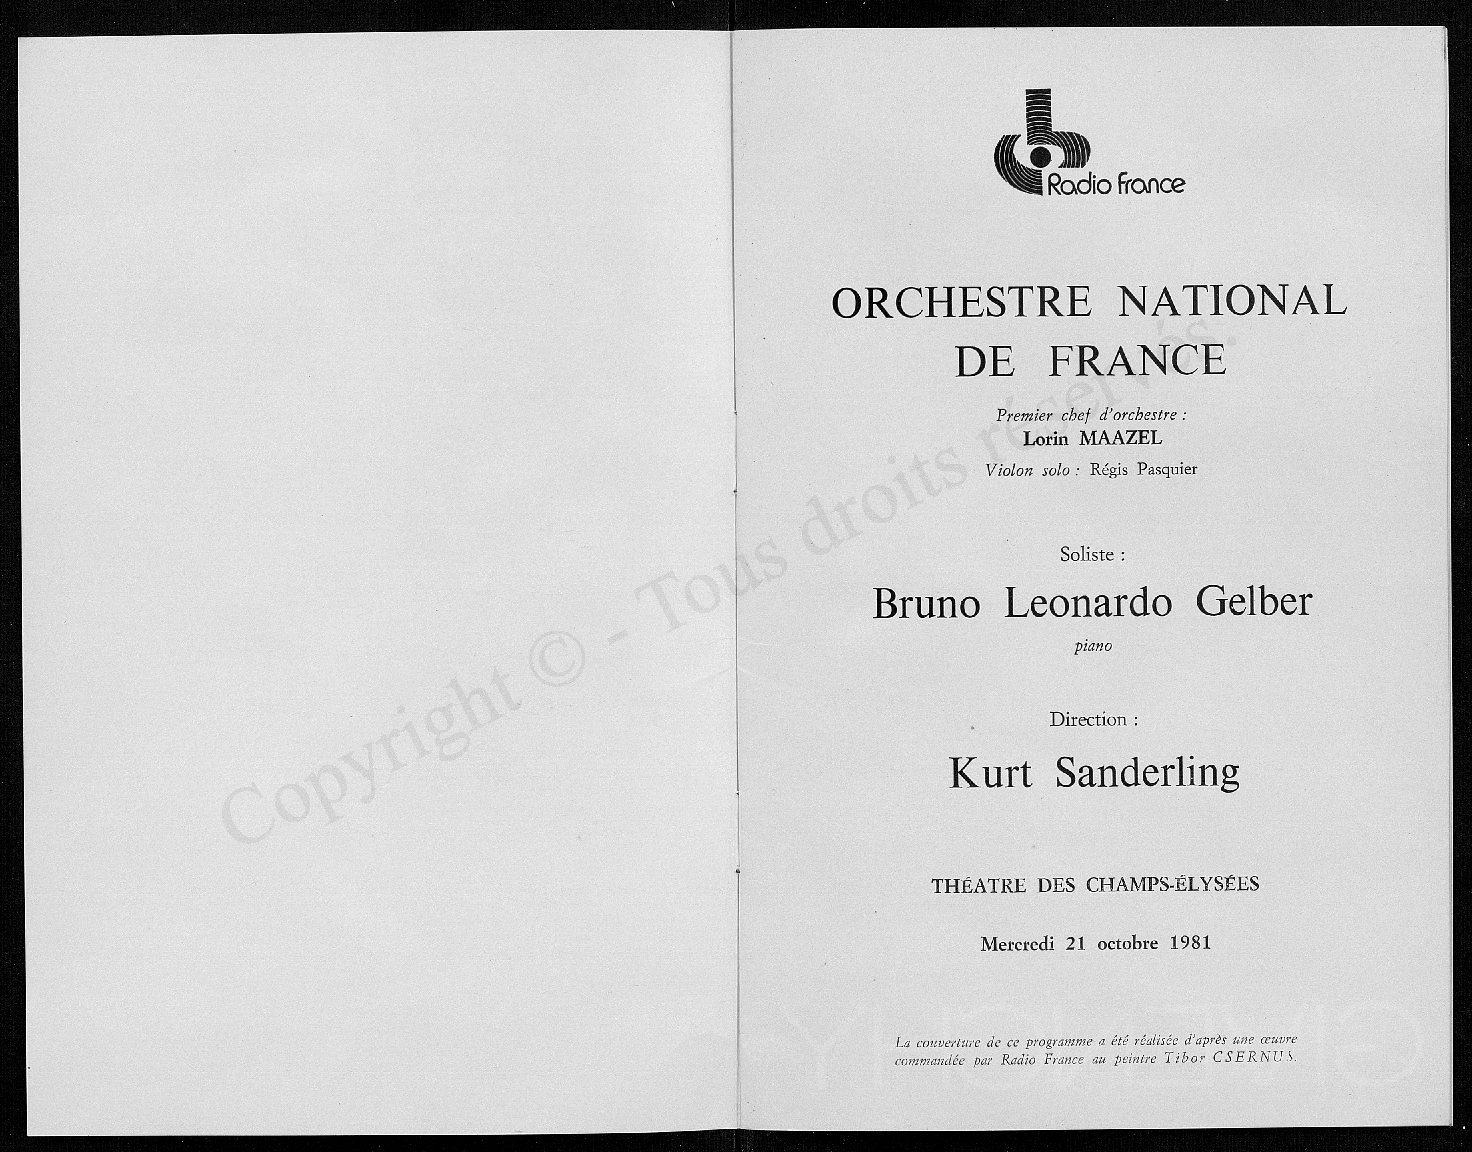 Radio France
ORCHESTRE NATIONAL
DE FRANCE
Premier chef d'orchestre :
Lorin MAAZEL
Violon solo : Régis Pasquier
Soliste :
Bruno Leonardo Gelber
piano
Direction :
Kurt Sanderling
THÉATRE DES CHAMPS-ÉLYSÉES
Mercredi 21 octobre 1981
La couverture de ce programme a été réalisée d'après une œuvre
commandée par Radio France au peintre Tibor CSERNUS.
Copyright © - Tous droits réservés.